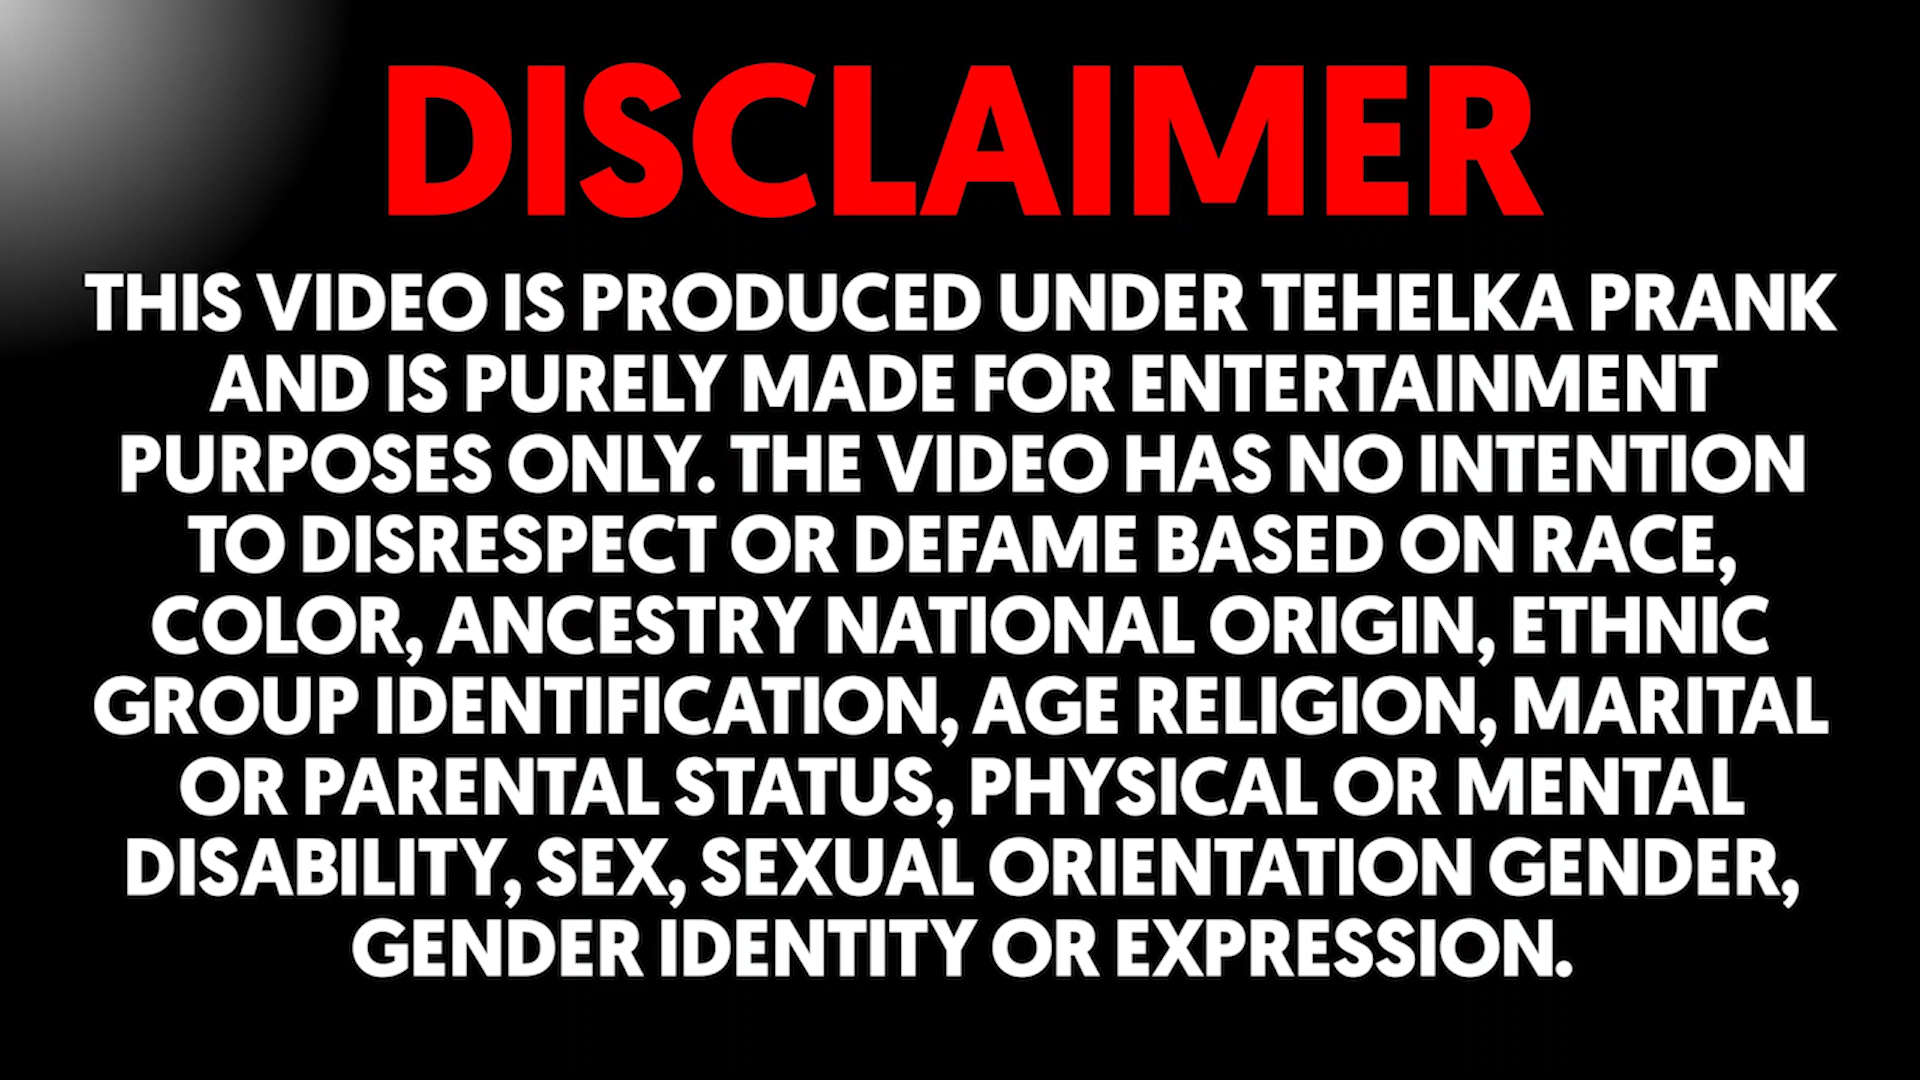 DISCLAIMER
THIS VIDEO IS PRODUCED UNDER TEHELKA PRANK
AND IS PURELY MADE FOR ENTERTAINMENT
PURPOSES ONLY. THE VIDEO HAS NO INTENTION
TO DISRESPECT OR DEFAME BASED ON RACE,
COLOR, ANCESTRY NATIONAL ORIGIN, ETHNIC
GROUP IDENTIFICATION, AGE RELIGION, MARITAL
OR PARENTAL STATUS, PHYSICAL OR MENTAL
DISABILITY, SEX, SEXUAL ORIENTATION GENDER,
GENDER IDENTITY OR EXPRESSION.